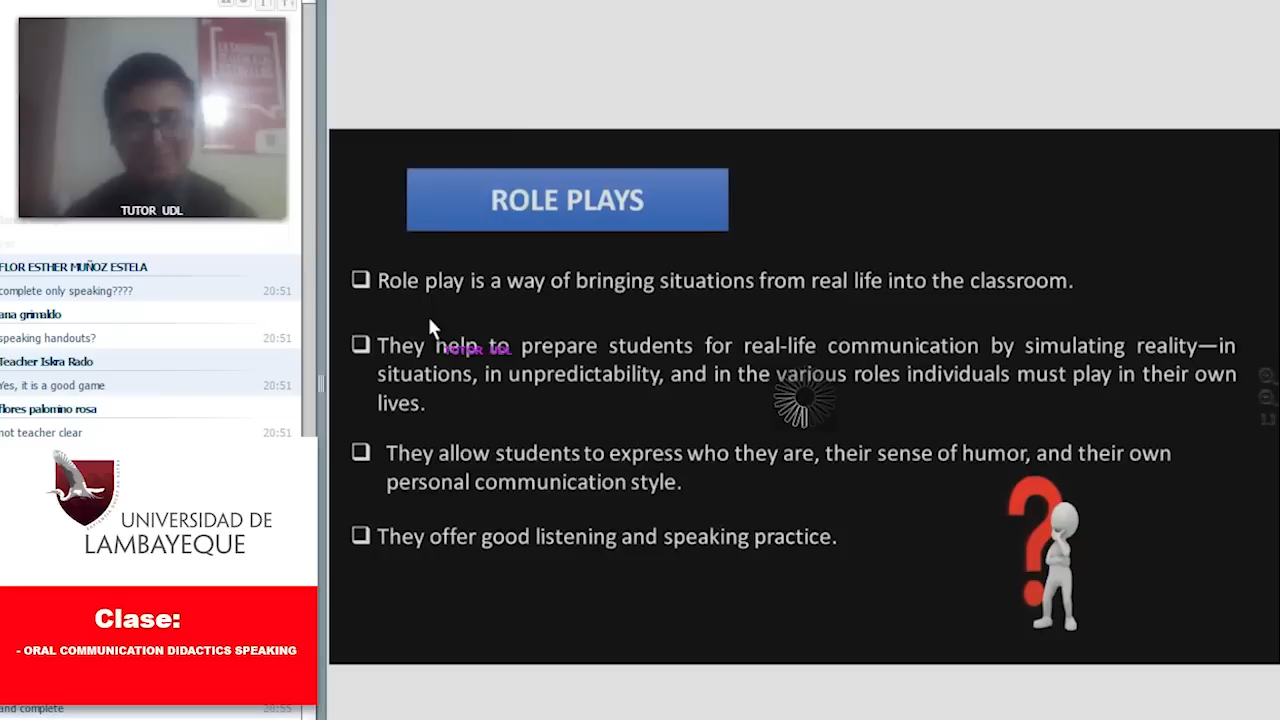 TUTOR UDL
FLOR ESTHER MUÑOZ ESTELA
complete only speaking????
20:51
ana grimaldo
speaking handouts?
20:51
Teacher Iskra Rado
Yes, it is a good game
20:51
flores palomino rosa
not teacher clear
20:51
UNIVERSIDAD DE
LAMBAYEQUE
Clase:
- ORAL COMMUNICATION DIDACTICS SPEAKING
and complete
20:55
ROLE PLAYS
Role play is a way of bringing situations from real life into the classroom.
They help to prepare students for real-life communication by simulating reality—in
TUTOR UDL
situations, in unpredictability, and in the various roles individuals must play in their own
lives.
They allow students to express who they are, their sense of humor, and their own
personal communication style.
They offer good listening and speaking practice.
?